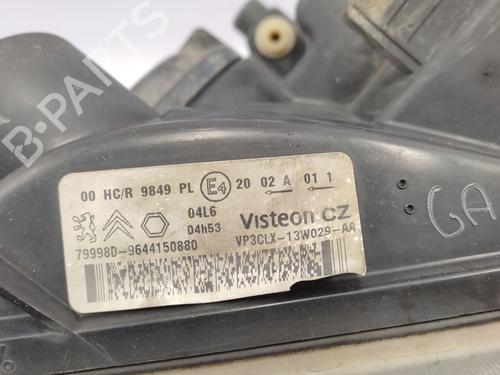 00 HC/R 9849 PL E4 20 02 A 01 1
04L6
04h53
Visteon CZ
79998D-9644150880
VP3CLX-13W029-AA
GA
B-PARTS